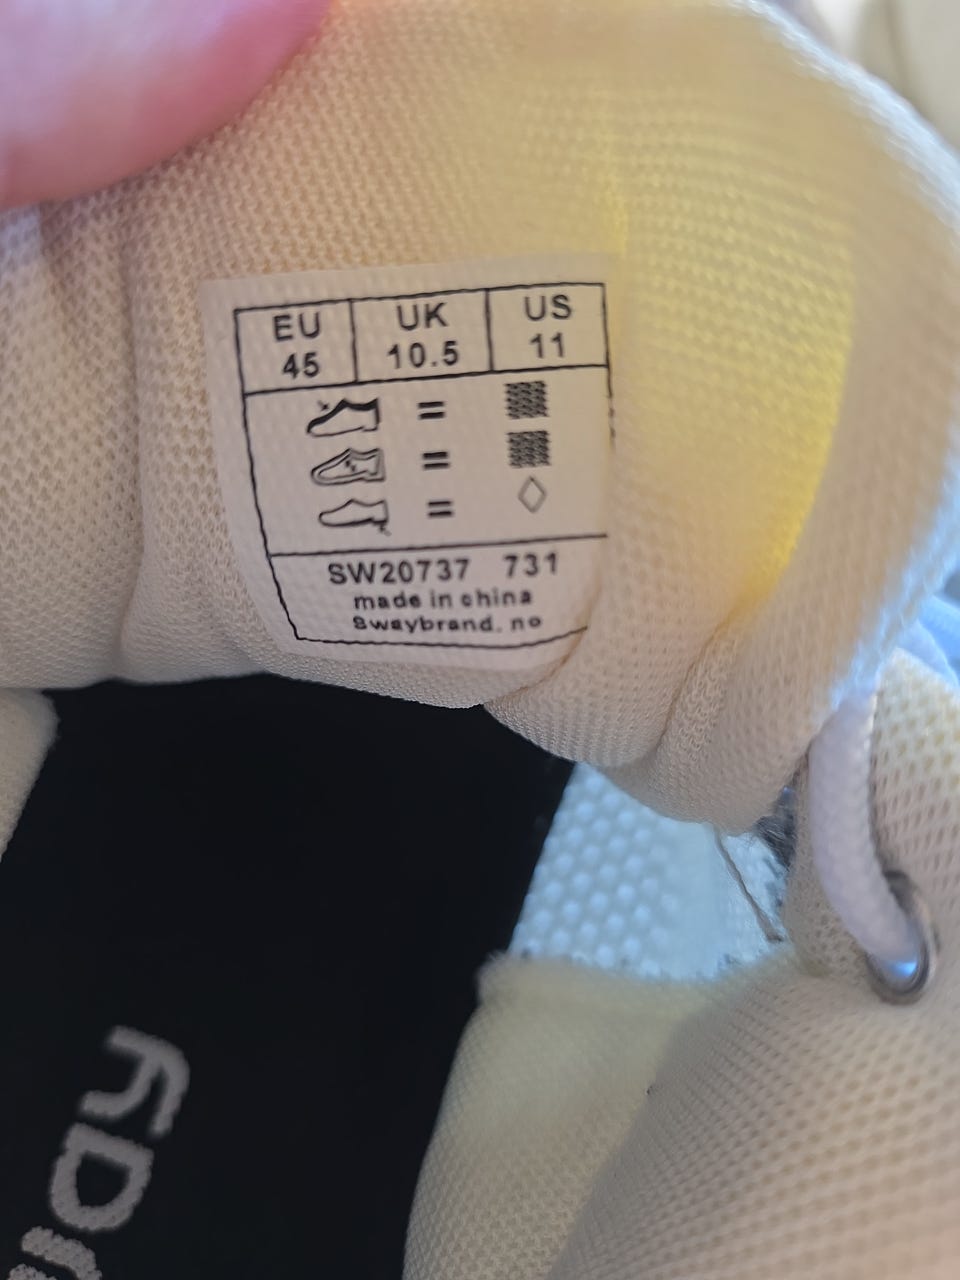 EU UK US
45 10.5 11
=
=
=
SW20737 731
made in china
Swaybrand.no